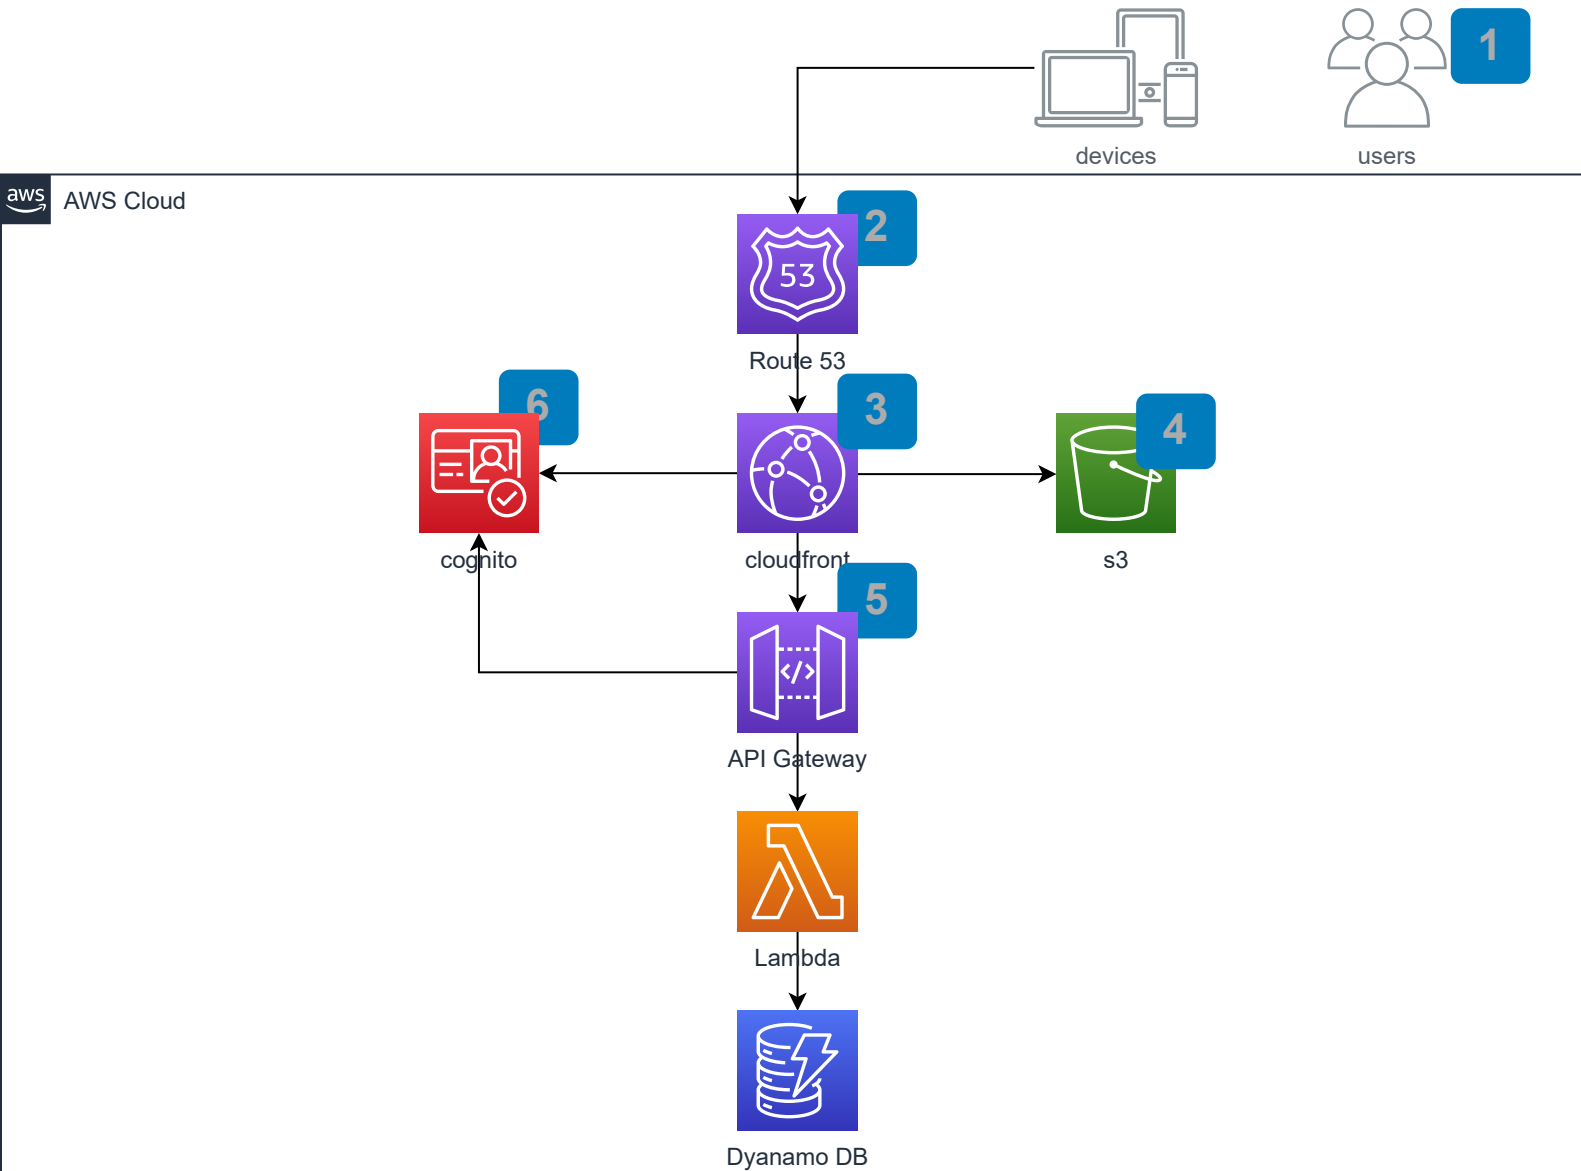 1
devices
users
aws
AWS Cloud
2
53
Route 53
6
3
4
cognito
cloudfront
s3
5
</>
API Gateway
Lambda
Dyanamo DB